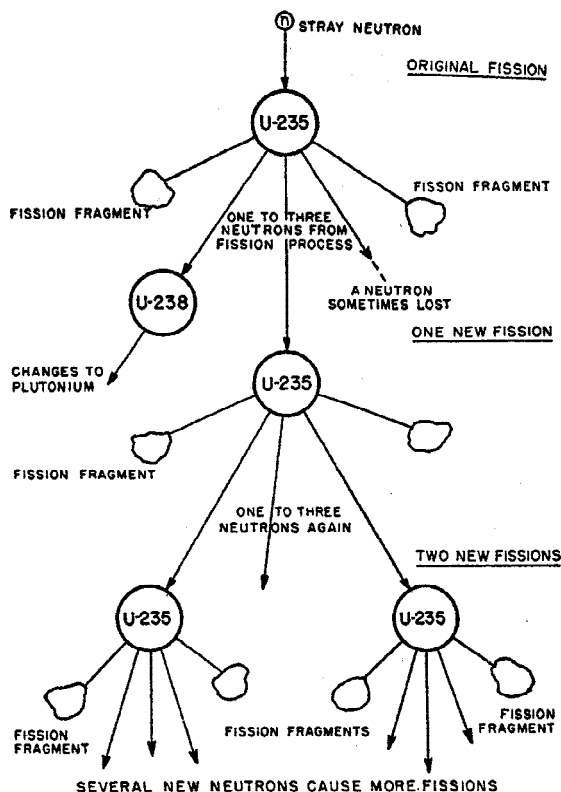 n STRAY NEUTRON
ORIGINAL FISSION
U-235
FISSION FRAGMENT
FISSON FRAGMENT
ONE TO THREE
NEUTRONS FROM
FISSION PROCESS
A NEUTRON
SOMETIMES LOST
U-238
ONE NEW FISSION
CHANGES TO
PLUTONIUM
U-235
FISSION FRAGMENT
ONE TO THREE
NEUTRONS AGAIN
TWO NEW FISSIONS
U-235
U-235
FISSION
FRAGMENT
FISSION FRAGMENTS
FISSION
FRAGMENT
SEVERAL NEW NEUTRONS CAUSE MORE FISSIONS